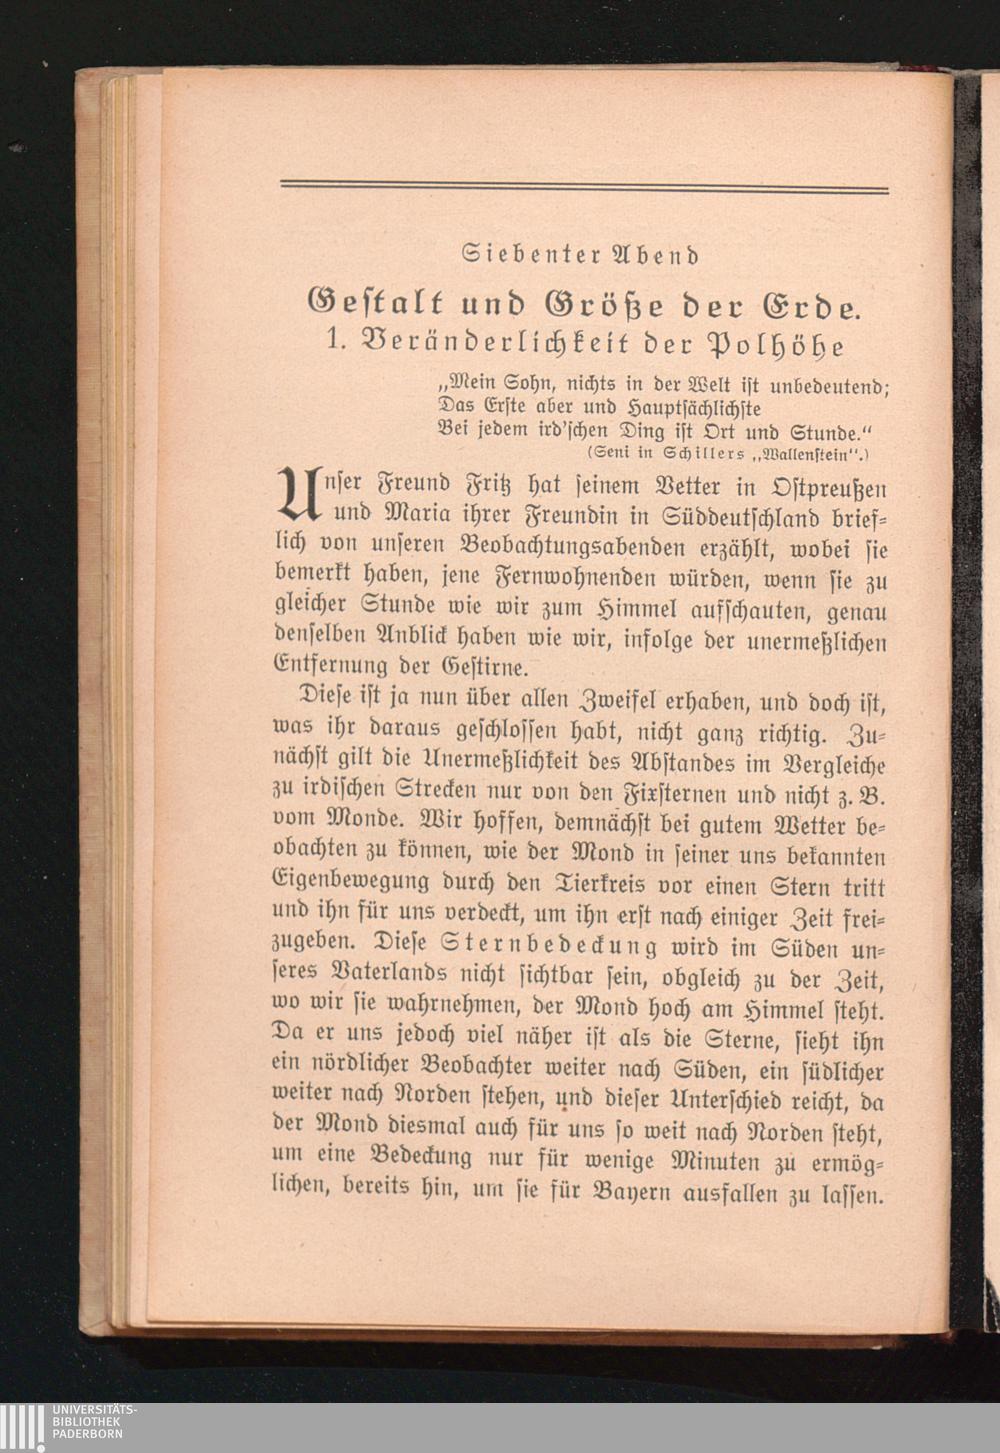 Siebenter Abend
Gestalt und Größe der Erde.
1. Veränderlichkeit der Polhöhe
„Mein Sohn, nichts in der Welt ist unbedeutend;
Das Erste aber und Hauptsächlichste
Bei jedem ird'schen Ding ist Ort und Stunde.“
(Seni in Schillers „Wallenstein“.)
Unser Freund Fritz hat seinem Vetter in Ostpreußen
und Maria ihrer Freundin in Süddeutschland brief-
lich von unseren Beobachtungsabenden erzählt, wobei sie
bemerkt haben, jene Fernwohnenden würden, wenn sie zu
gleicher Stunde wie wir zum Himmel aufschauten, genau
denselben Anblick haben wie wir, infolge der unermeßlichen
Entfernung der Gestirne.
Diese ist ja nun über allen Zweifel erhaben, und doch ist,
was ihr daraus geschlossen habt, nicht ganz richtig. Zu-
nächst gilt die Unermeßlichkeit des Abstandes im Vergleiche
zu irdischen Strecken nur von den Fixsternen und nicht z. B.
vom Monde. Wir hoffen, demnächst bei gutem Wetter be-
obachten zu können, wie der Mond in seiner uns bekannten
Eigenbewegung durch den Tierkreis vor einen Stern tritt
und ihn für uns verdeckt, um ihn erst nach einiger Zeit frei-
zugeben. Diese Sternbedeckung wird im Süden un-
seres Vaterlands nicht sichtbar sein, obgleich zu der Zeit,
wo wir sie wahrnehmen, der Mond hoch am Himmel steht.
Da er uns jedoch viel näher ist als die Sterne, sieht ihn
ein nördlicher Beobachter weiter nach Süden, ein südlicher
weiter nach Norden stehen, und dieser Unterschied reicht, da
der Mond diesmal auch für uns so weit nach Norden steht,
um eine Bedeckung nur für wenige Minuten zu ermög-
lichen, bereits hin, um sie für Bayern ausfallen zu lassen.
UNIVERSITÄTS-
BIBLIOTHEK
PADERBORN